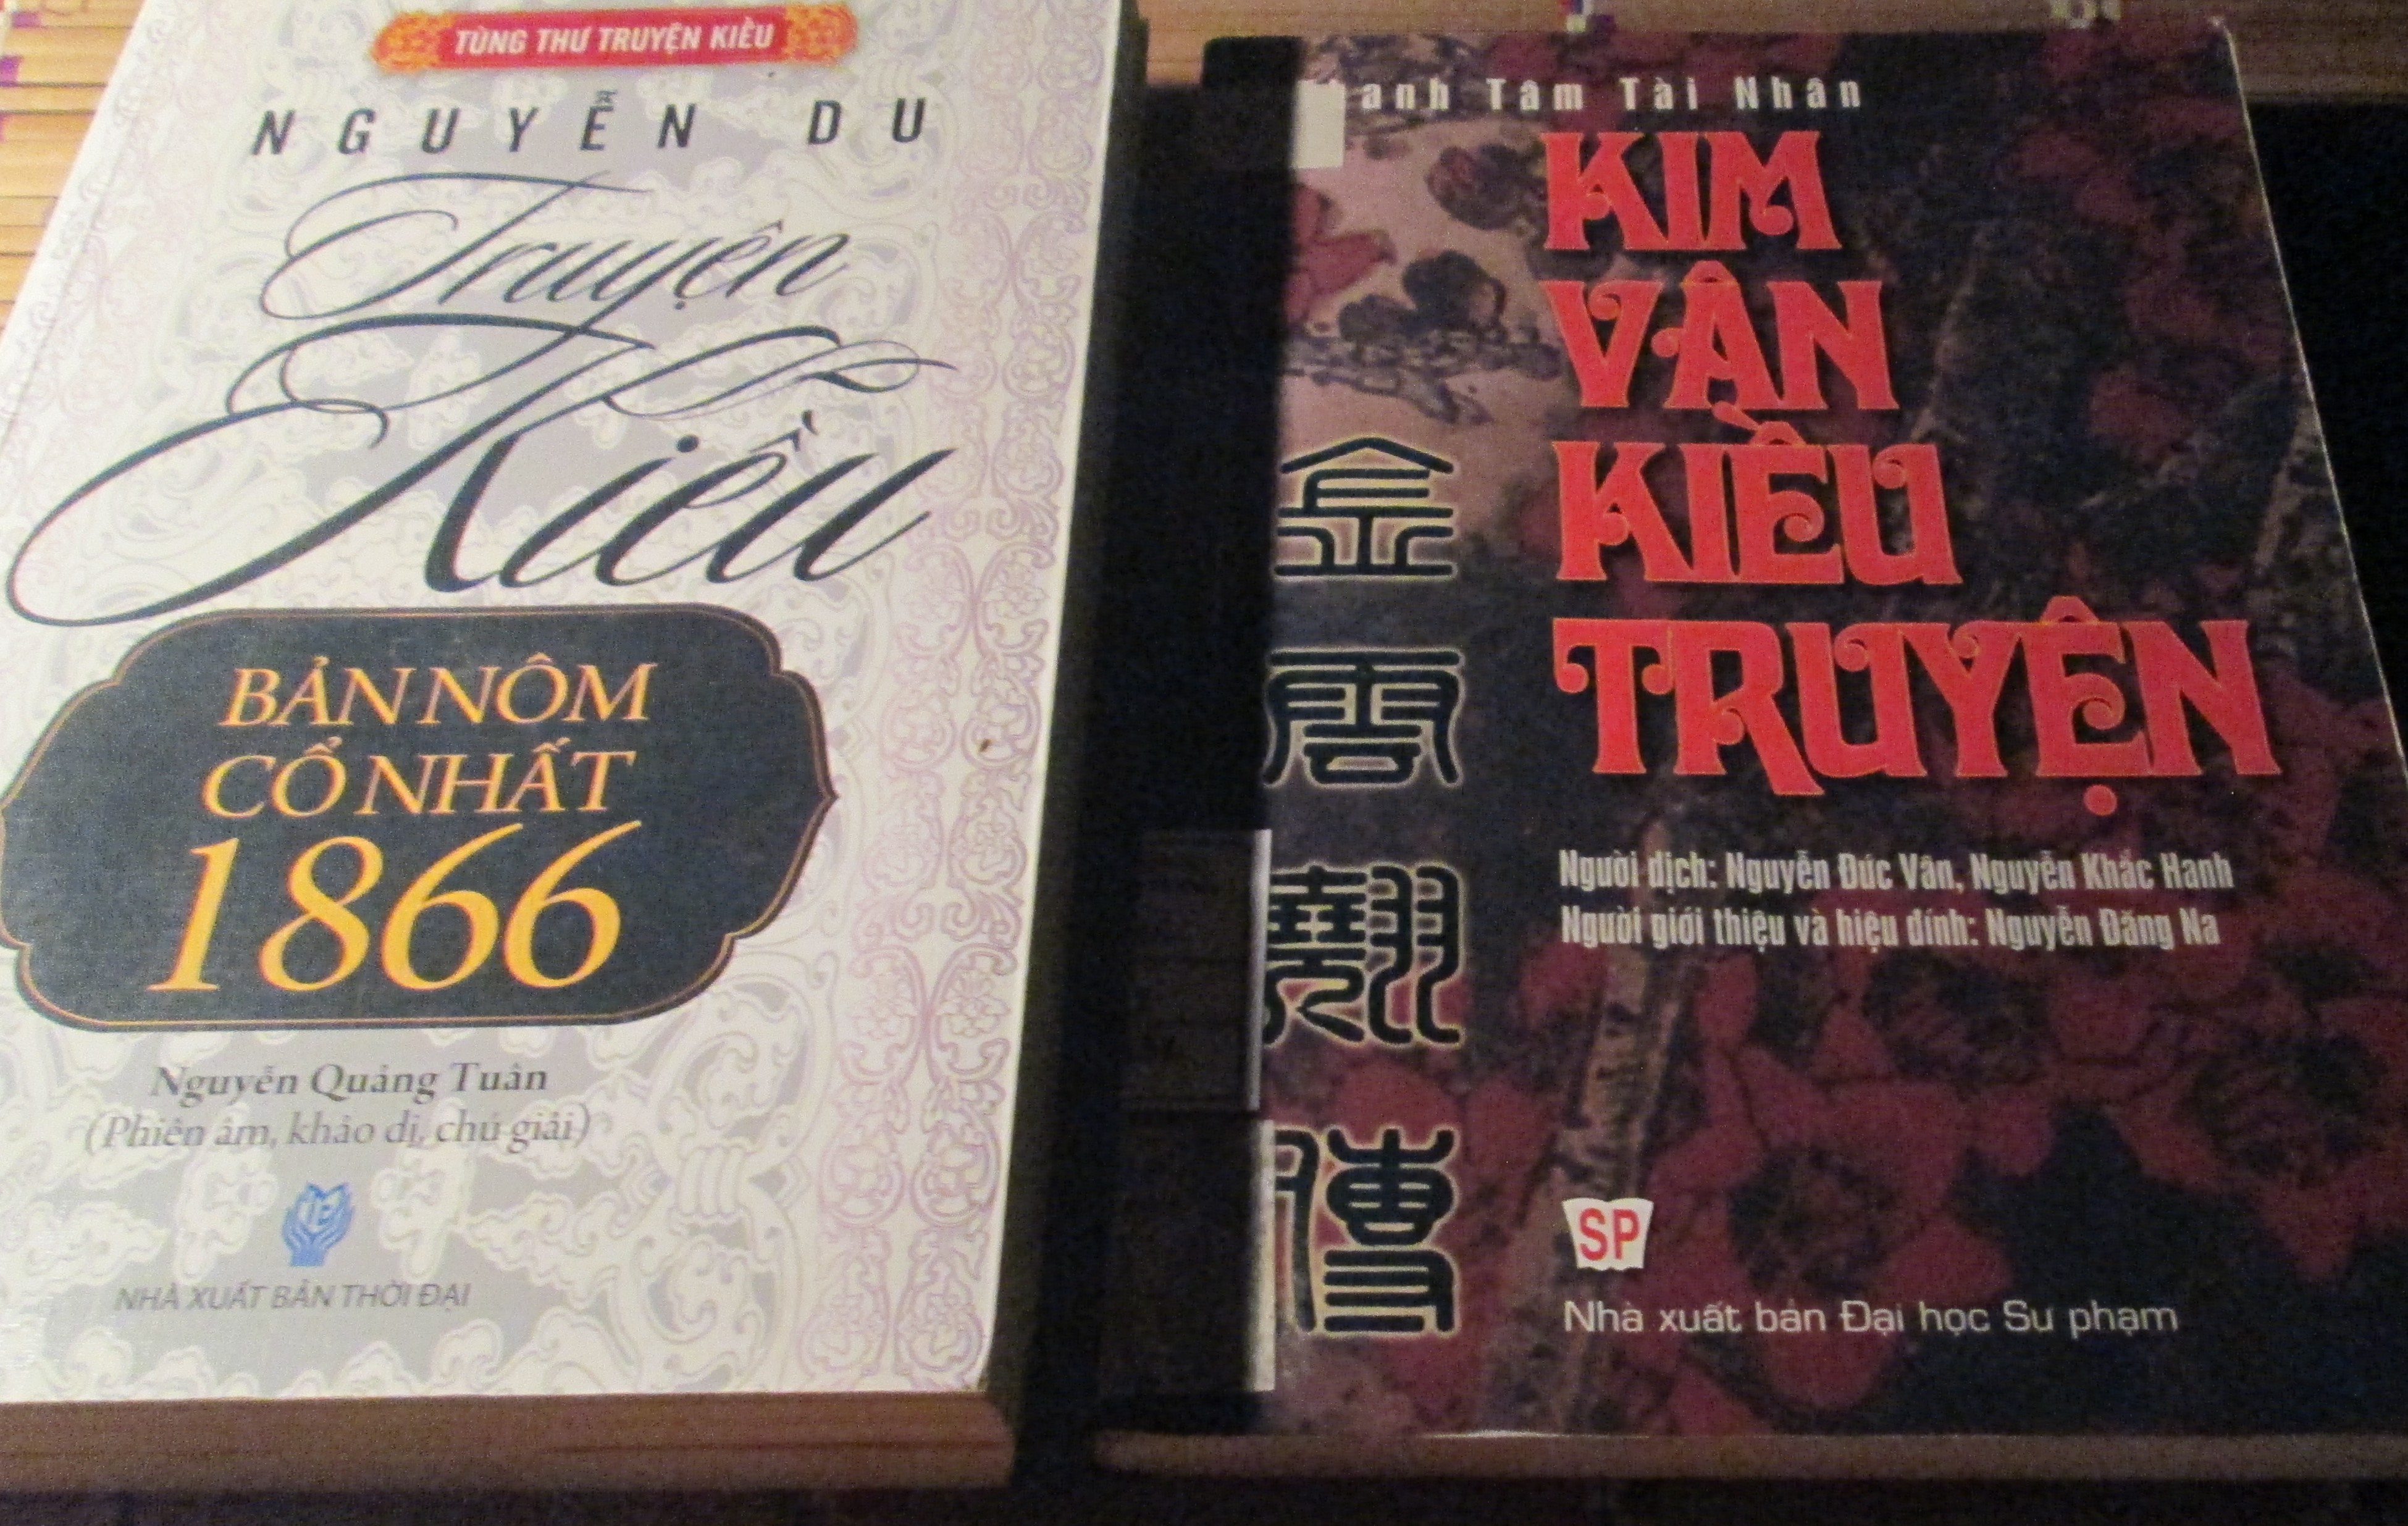 TÙNG THƯ TRUYỆN KIỀU
NGUYỄN DU
Truyện
Kiều
BẢN NÔM
CỔ NHẤT
1866
Nguyễn Quảng Tuân
(Phiên âm, khảo dị, chú giải)
NHÀ XUẤT BẢN THỜI ĐẠI
anh Tâm Tài Nhân
KIM
VÂN
KIỀU
TRUYỆN
金
雲
翹
傳
Người dịch: Nguyễn Đức Vân, Nguyễn Khắc Hanh
Người giới thiệu và hiệu đính: Nguyễn Đăng Na
SP
Nhà xuất bản Đại học Sư phạm